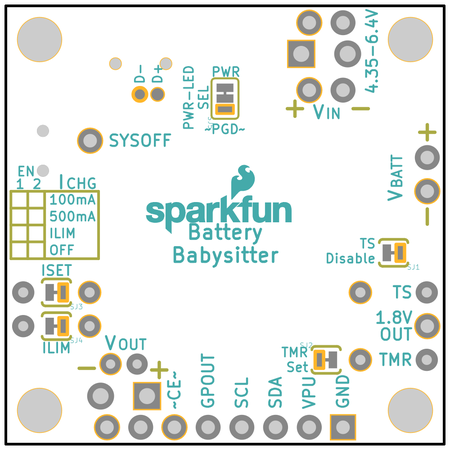 D-
D+
PWR-LED
SEL
PWR
~PGD~
4.35-6.4V
+ VIN -
SYSOFF
+
VBATT
-
EN
1 2
ICHG
100mA
500mA
ILIM
OFF
sparkfun
Battery
Babysitter
TS
Disable
SJ1
ISET
SJ3
TS
1.8V
OUT
SJ4
ILIM
VOUT
- +
TMR
Set
SJ2
TMR
~CE~
GPOUT
SCL
SDA
VPU
GND